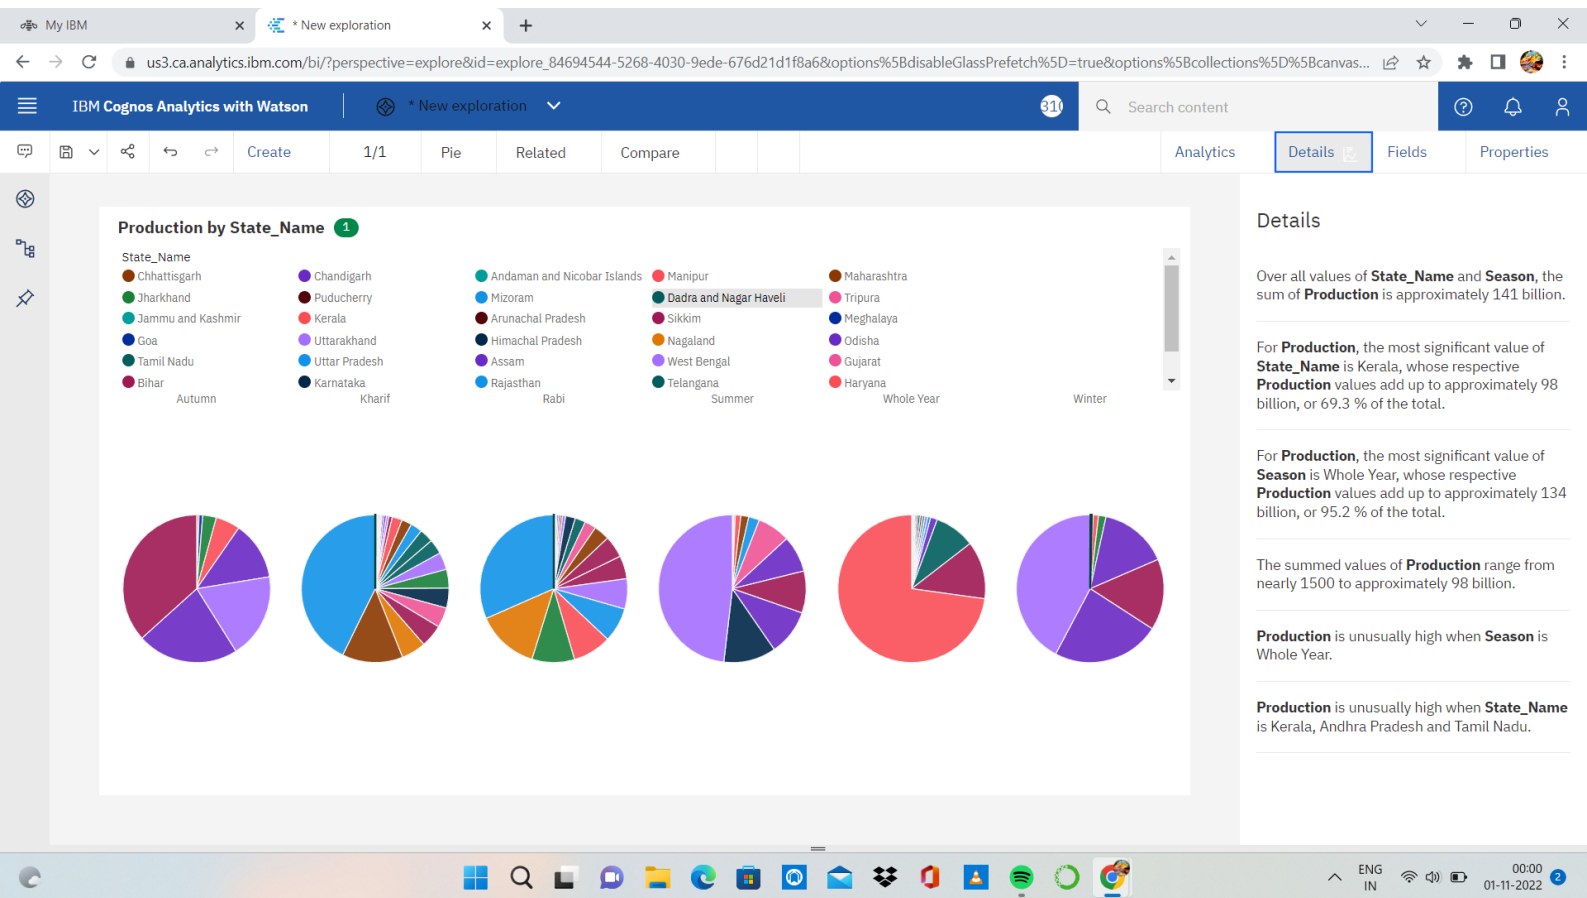 My IBM
* New exploration
us3.ca.analytics.ibm.com/bi/?perspective=explore&id=explore_84694544-5268-4030-9ede-676d21d1f8a6&options%5BdisableGlassPrefetch%5D=true&options%5Bcollections%5D%5Bcanvas...
IBM Cognos Analytics with Watson
* New exploration
Search content
Create
1/1
Pie
Related
Compare
Analytics
Details
Fields
Properties
Production by State_Name 1
State_Name
Chhattisgarh Chandigarh Andaman and Nicobar Islands Manipur Maharashtra
Jharkhand Puducherry Mizoram Dadra and Nagar Haveli Tripura
Jammu and Kashmir Kerala Arunachal Pradesh Sikkim Meghalaya
Goa Uttarakhand Himachal Pradesh Nagaland Odisha
Tamil Nadu Uttar Pradesh Assam West Bengal Gujarat
Bihar Karnataka Rajasthan Telangana Haryana
Autumn Kharif Rabi Summer Whole Year Winter
Details
Over all values of State_Name and Season, the
sum of Production is approximately 141 billion.
For Production, the most significant value of
State_Name is Kerala, whose respective
Production values add up to approximately 98
billion, or 69.3 % of the total.
For Production, the most significant value of
Season is Whole Year, whose respective
Production values add up to approximately 134
billion, or 95.2 % of the total.
The summed values of Production range from
nearly 1500 to approximately 98 billion.
Production is unusually high when Season is
Whole Year.
Production is unusually high when State_Name
is Kerala, Andhra Pradesh and Tamil Nadu.
ENG
IN
00:00
01-11-2022
2